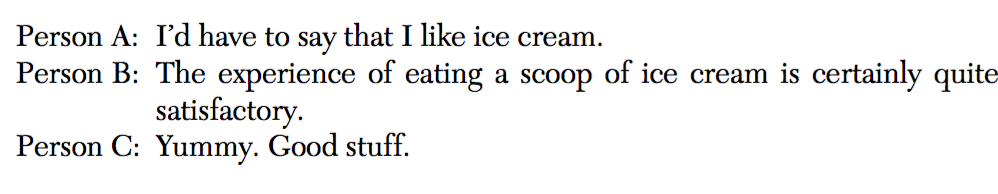 Person A: I’d have to say that I like ice cream.
Person B: The experience of eating a scoop of ice cream is certainly quite
satisfactory.
Person C: Yummy. Good stuff.